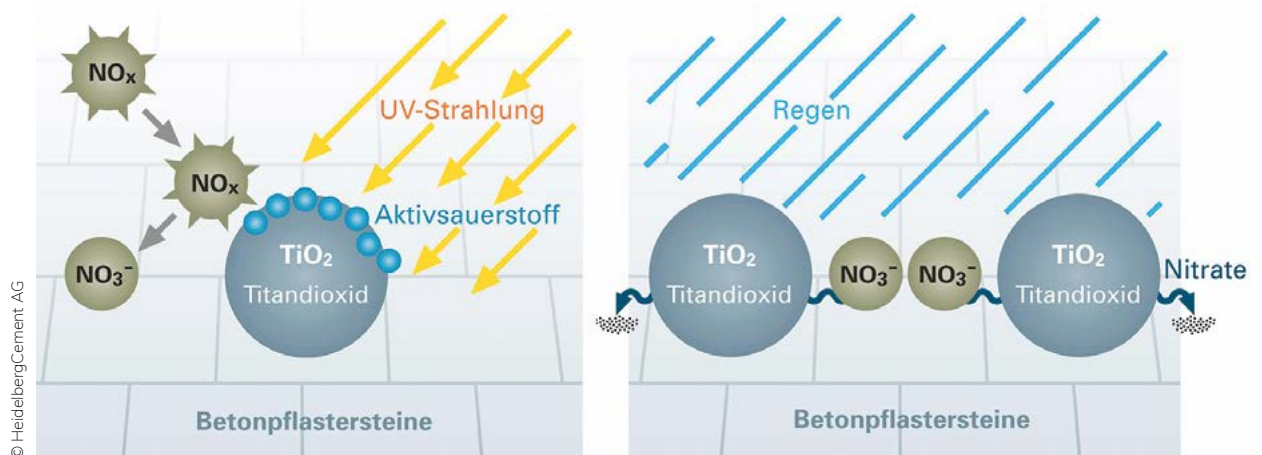 NOx
UV-Strahlung
NOx
Aktivsauerstoff
NO3⁻
TiO2
Titandioxid
Betonpflastersteine
© HeidelbergCement AG
Regen
TiO2
Titandioxid
NO3⁻
NO3⁻
TiO2
Titandioxid
Nitrate
Betonpflastersteine